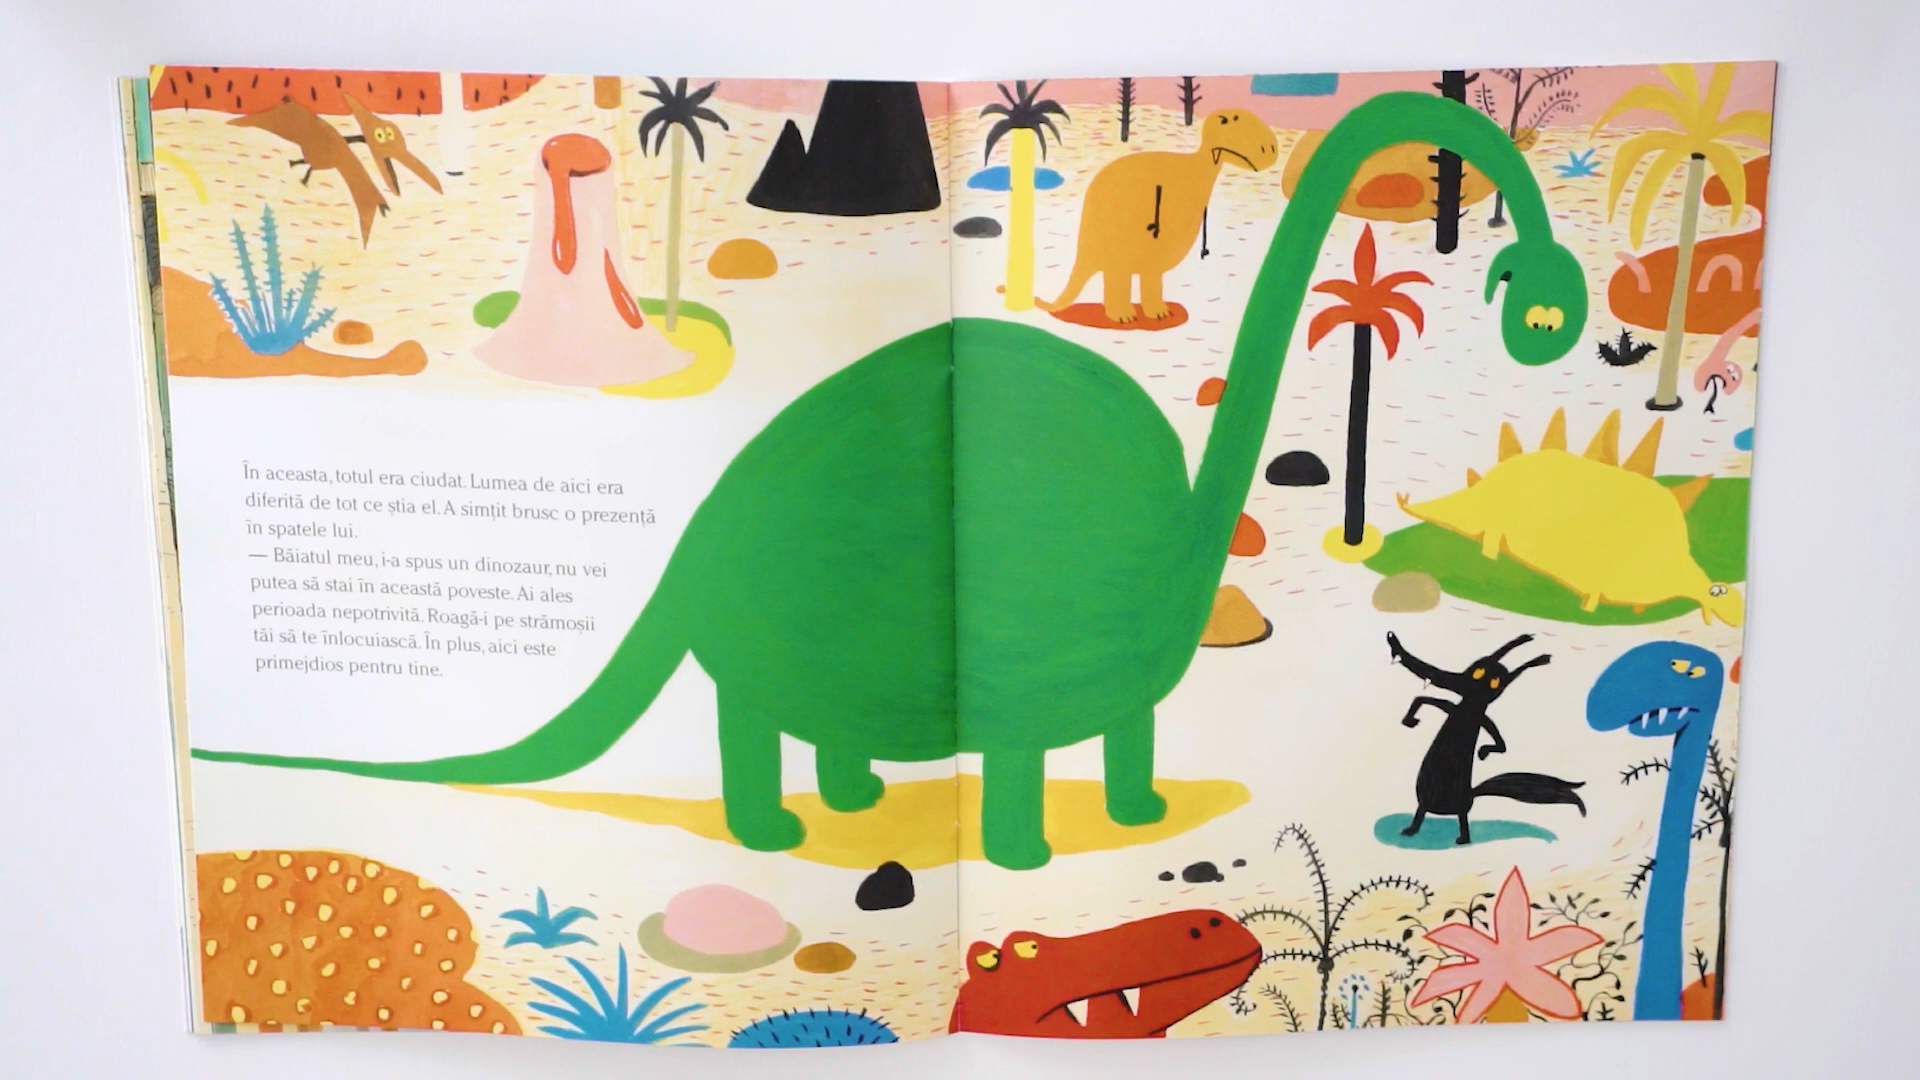 În aceasta, totul era ciudat. Lumea de aici era
diferită de tot ce știa el. A simțit brusc o prezență
în spatele lui.
— Băiatul meu, i-a spus un dinozaur, nu vei
putea să stai în această poveste. Ai ales
perioada nepotrivită. Roagă-i pe strămoșii
tăi să te înlocuiască. În plus, aici este
primejdios pentru tine.